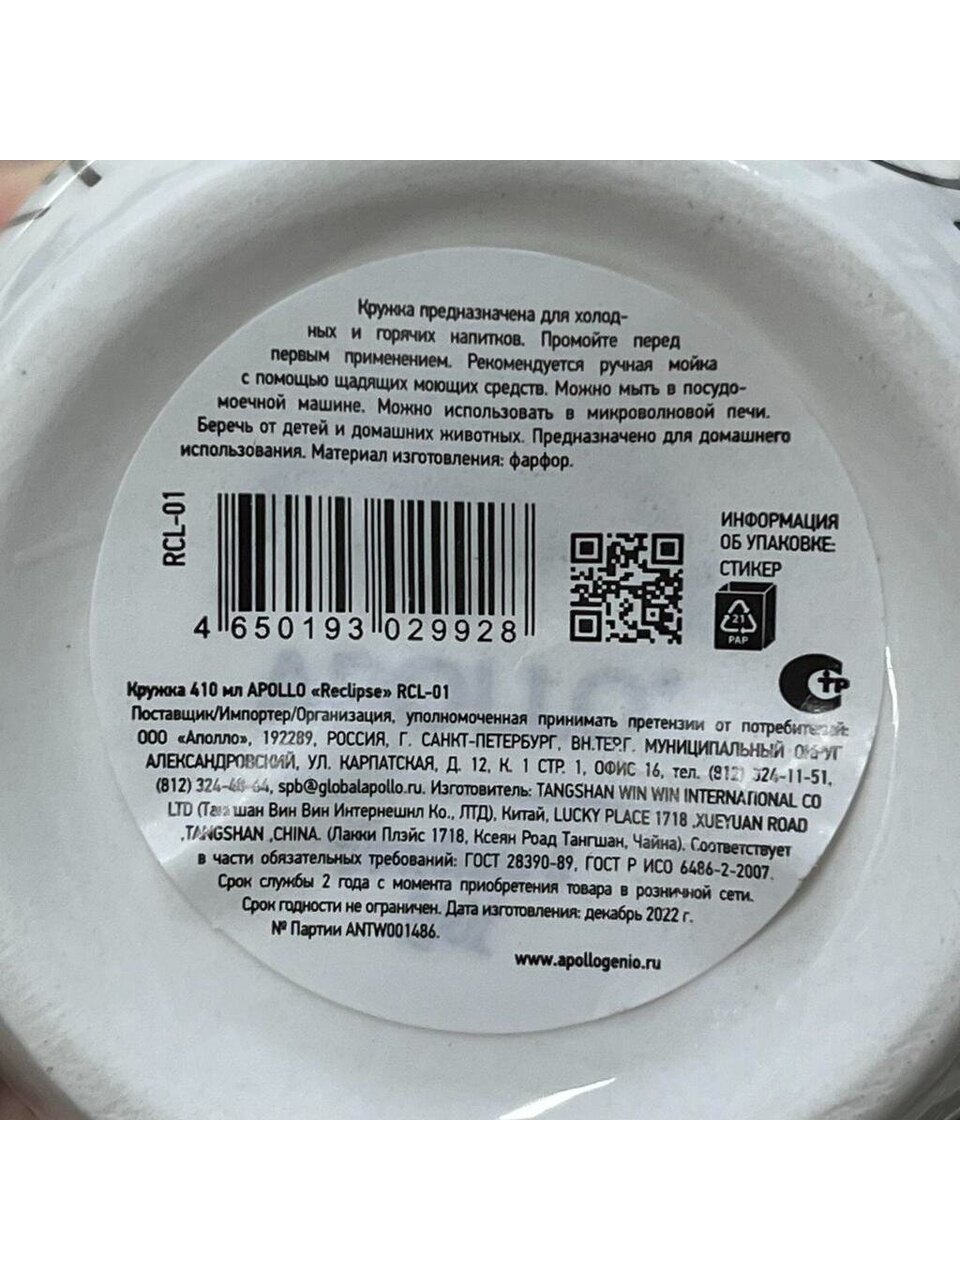 Кружка предназначена для холод-
ных и горячих напитков. Промойте перед
первым применением. Рекомендуется ручная мойка
с помощью щадящих моющих средств. Можно мыть в посудо-
моечной машине. Можно использовать в микроволновой печи.
Беречь от детей и домашних животных. Предназначено для домашнего
использования. Материал изготовления: фарфор.
RCL-01
4 650193 029928
ИНФОРМАЦИЯ
ОБ УПАКОВКЕ:
СТИКЕР
21
PAP
Кружка 410 мл APOLLO «Reclipse» RCL-01
Поставщик/Импортер/Организация, уполномоченная принимать претензии от потребителей:
ООО «Аполло», 192289, РОССИЯ, Г. САНКТ-ПЕТЕРБУРГ, ВН.ТЕР.Г. МУНИЦИПАЛЬНЫЙ ОКРУГ
АЛЕКСАНДРОВСКИЙ, УЛ. КАРПАТСКАЯ, Д. 12, К. 1 СТР. 1, ОФИС 16, тел. (812) 324-11-51,
(812) spb@globalapollo.ru. Изготовитель: TANGSHAN WIN WIN INTERNATIONAL CO
LTD (Тангшан Вин Вин Интернешнл Ко., ЛТД), Китай, LUCKY PLACE 1718 ,XUEYUAN ROAD
,TANGSHAN ,CHINA. (Лакки Плэйс 1718, Ксеян Роад Тангшан, Чайна). Соответствует
в части обязательных требований: ГОСТ 28390-89, ГОСТ Р ИСО 6486-2-2007.
Срок службы 2 года с момента приобретения товара в розничной сети.
Срок годности не ограничен. Дата изготовления: декабрь 2022 г.
№ Партии ANTW001486.
www.apollogenio.ru